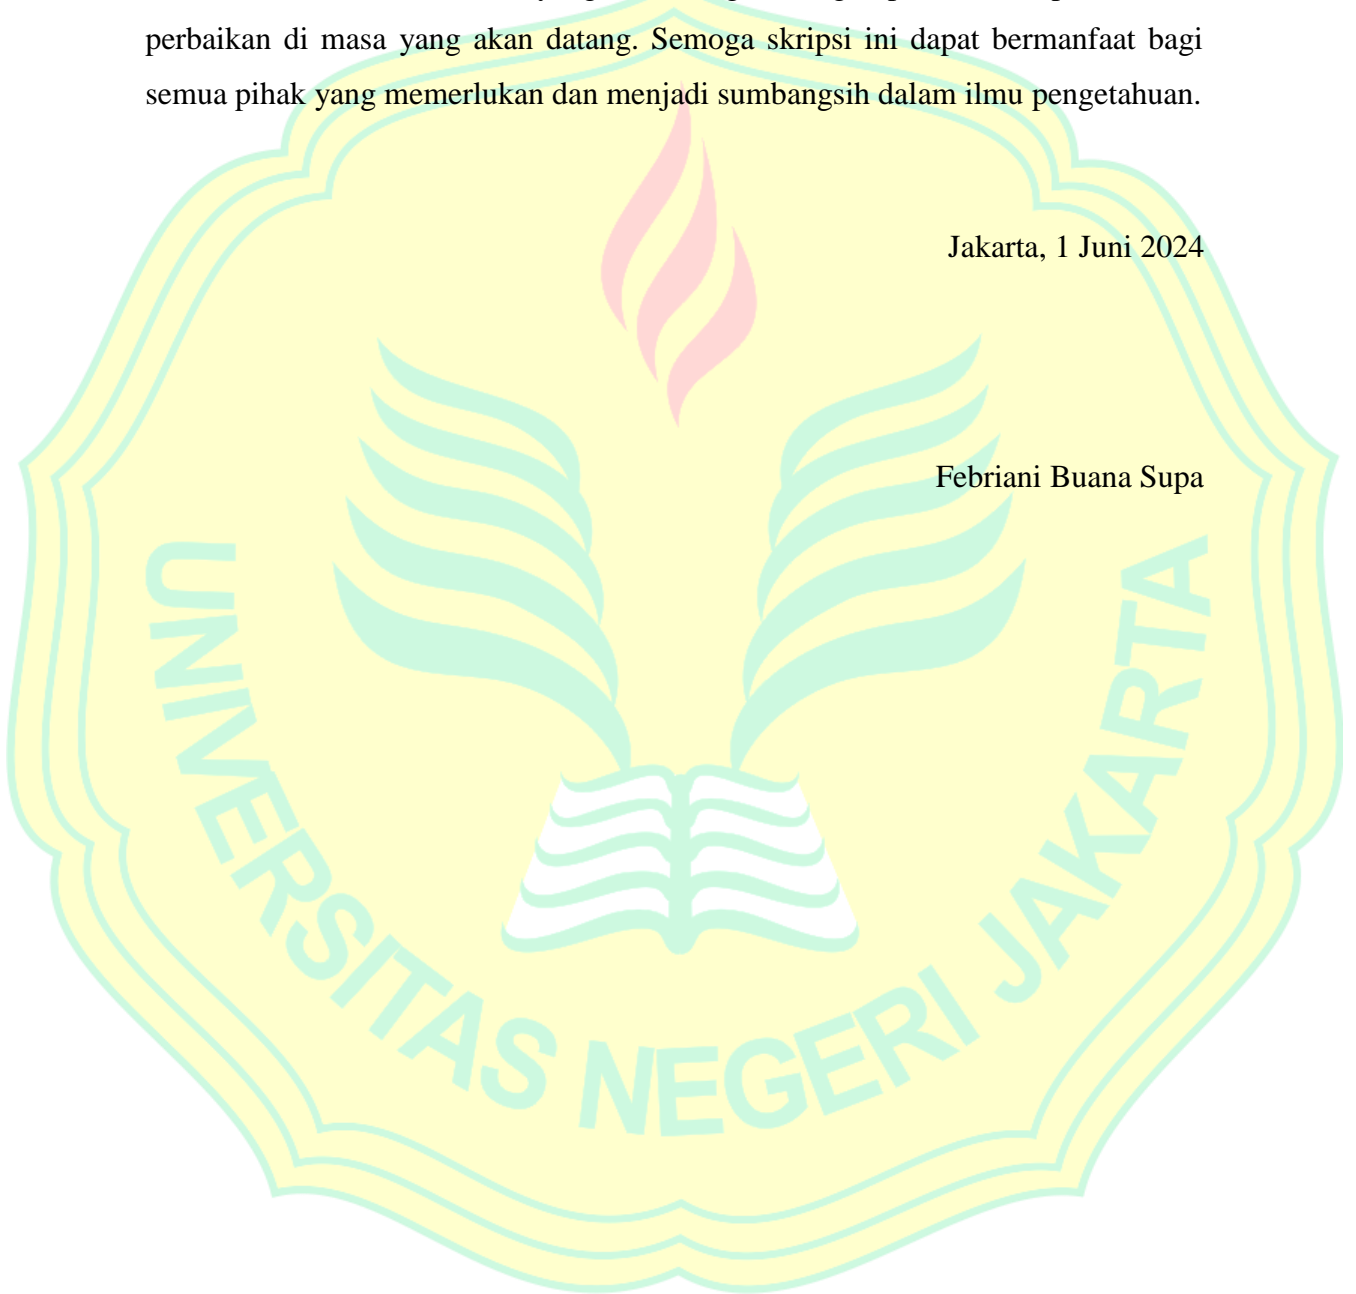 perbaikan di masa yang akan datang. Semoga skripsi ini dapat bermanfaat bagi
semua pihak yang memerlukan dan menjadi sumbangsih dalam ilmu pengetahuan.
Jakarta, 1 Juni 2024
Febriani Buana Supa
UNIVERSITAS NEGERI JAKARTA